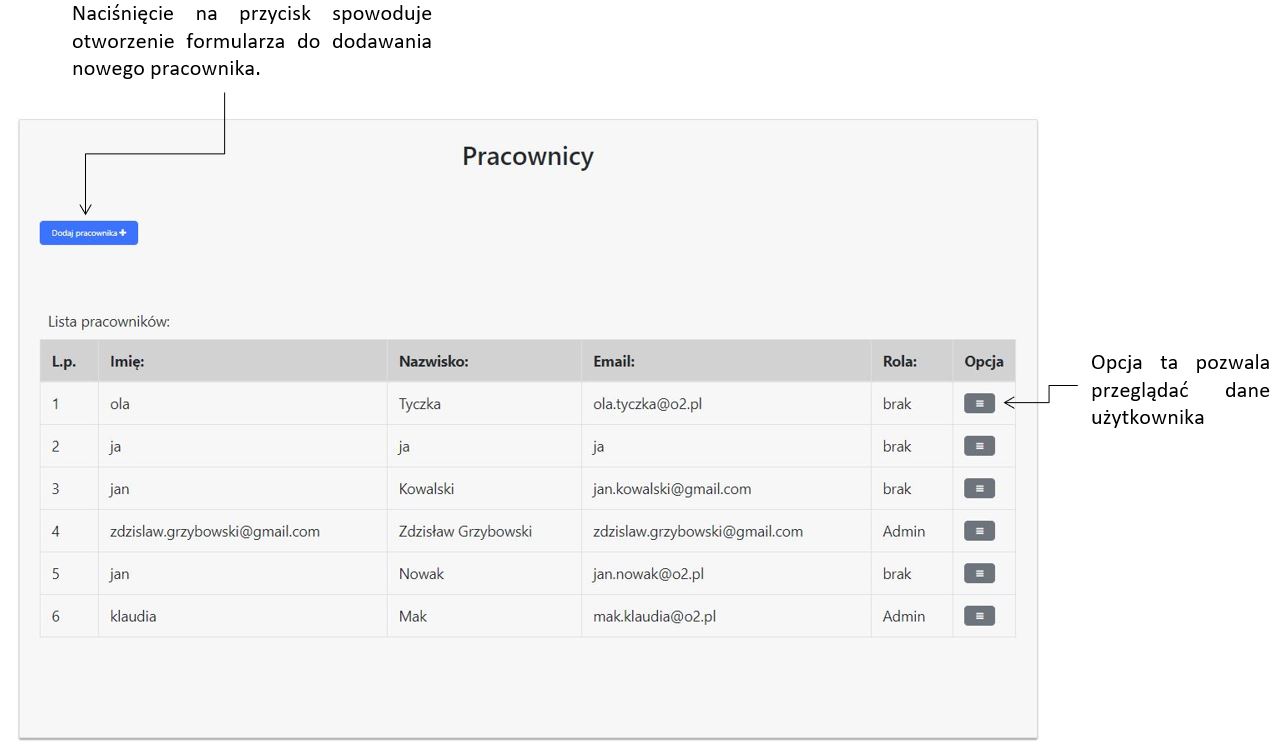 Naciśnięcie na przycisk spowoduje
otworzenie formularza do dodawania
nowego pracownika.
Pracownicy
Dodaj pracownika +
Lista pracowników:
L.p. Imię: Nazwisko: Email: Rola: Opcja
1 ola Tyczka ola.tyczka@o2.pl brak
2 ja ja ja brak
3 jan Kowalski jan.kowalski@gmail.com brak
4 zdzislaw.grzybowski@gmail.com Zdzisław Grzybowski zdzislaw.grzybowski@gmail.com Admin
5 jan Nowak jan.nowak@o2.pl brak
6 klaudia Mak mak.klaudia@o2.pl Admin
Opcja ta pozwala
przeglądać dane
użytkownika